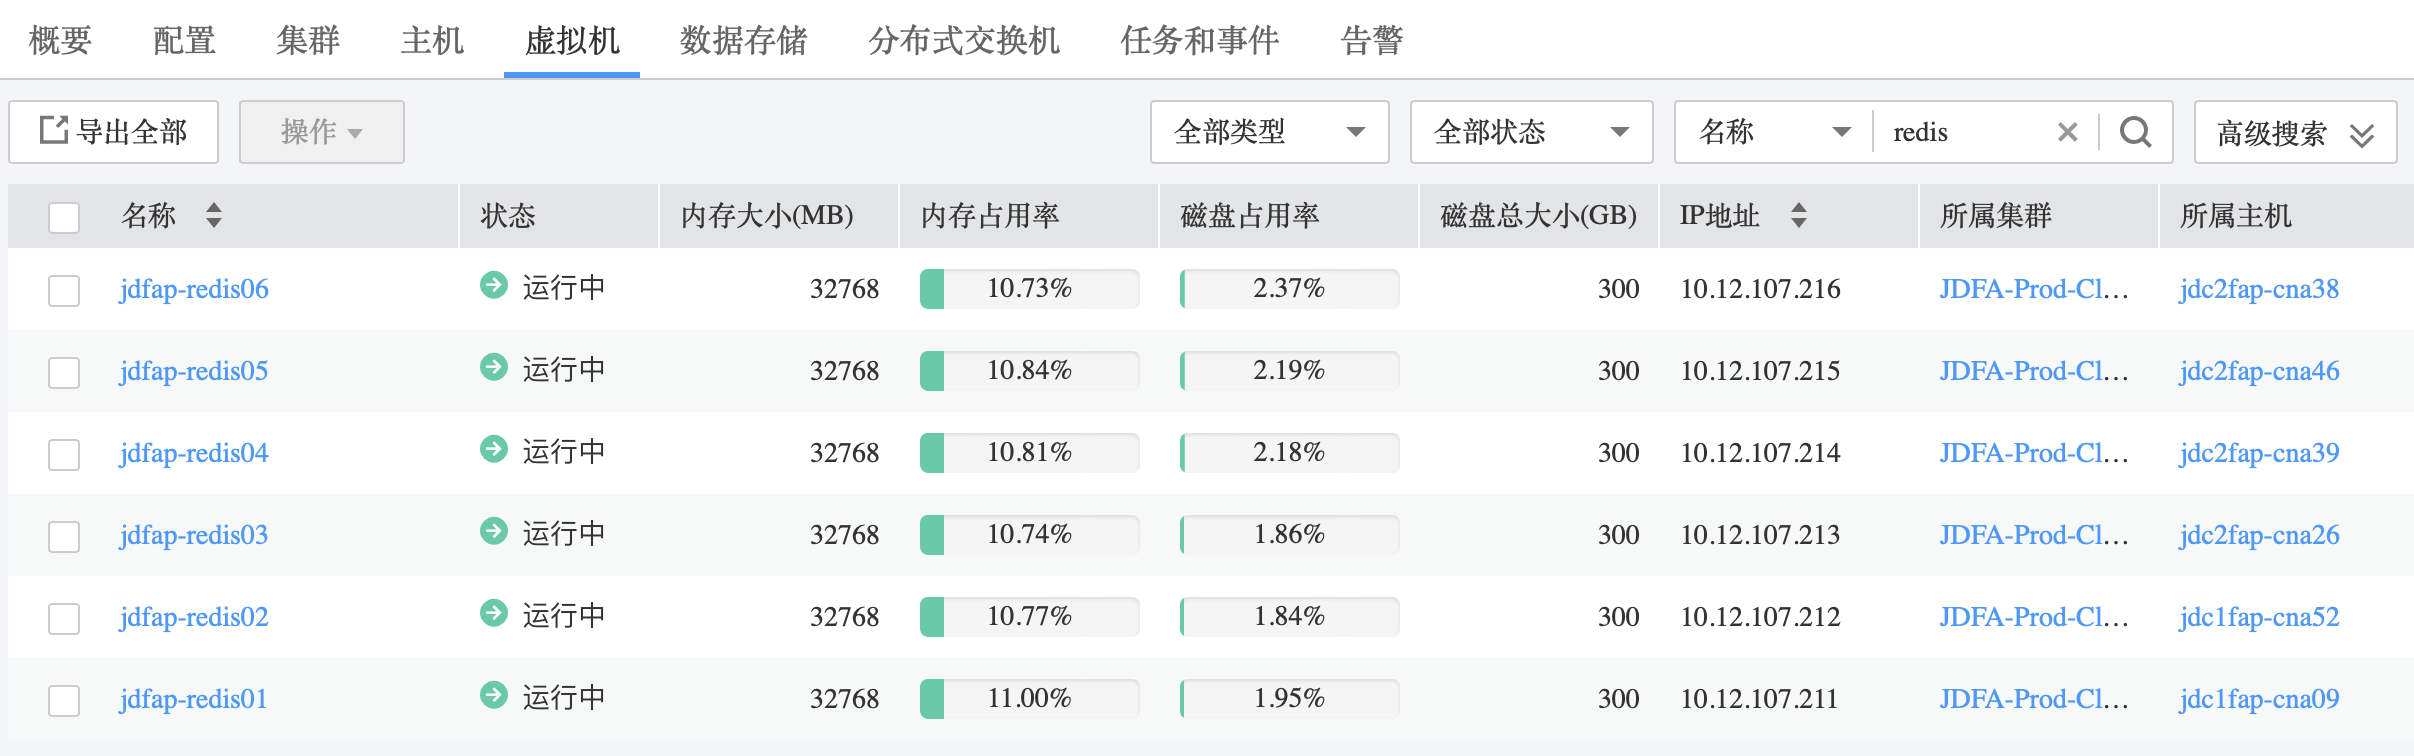 概要 配置 集群 主机 虚拟机 数据存储 分布式交换机 任务和事件 告警
导出全部 操作 全部类型 全部状态 名称 redis 高级搜索
名称 状态 内存大小(MB) 内存占用率 磁盘占用率 磁盘总大小(GB) IP地址 所属集群 所属主机
jdfap-redis06 运行中 32768 10.73% 2.37% 300 10.12.107.216 JDFA-Prod-Cl... jdc2fap-cna38
jdfap-redis05 运行中 32768 10.84% 2.19% 300 10.12.107.215 JDFA-Prod-Cl... jdc2fap-cna46
jdfap-redis04 运行中 32768 10.81% 2.18% 300 10.12.107.214 JDFA-Prod-Cl... jdc2fap-cna39
jdfap-redis03 运行中 32768 10.74% 1.86% 300 10.12.107.213 JDFA-Prod-Cl... jdc2fap-cna26
jdfap-redis02 运行中 32768 10.77% 1.84% 300 10.12.107.212 JDFA-Prod-Cl... jdc1fap-cna52
jdfap-redis01 运行中 32768 11.00% 1.95% 300 10.12.107.211 JDFA-Prod-Cl... jdc1fap-cna09